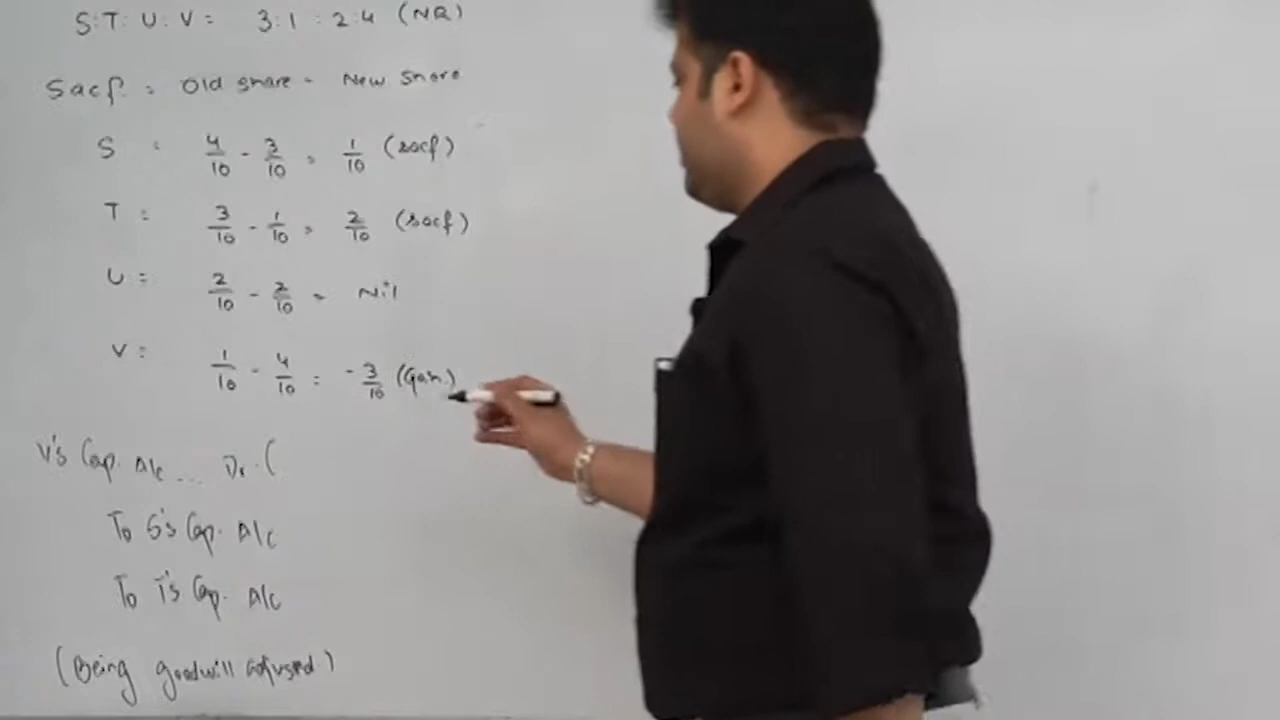 S:T: U: V = 3:1 : 2:4 (NR)
Sacf. = Old share - New Share
S = 4/10 - 3/10 = 1/10 (sacf)
T = 3/10 - 1/10 = 2/10 (sacf)
U = 2/10 - 2/10 = Nil
V = 1/10 - 4/10 = -3/10 (Gain)
V's Cap. A/c ... Dr. (
To S's Cap. A/c
To T's Cap. A/c
(Being goodwill adjusted)